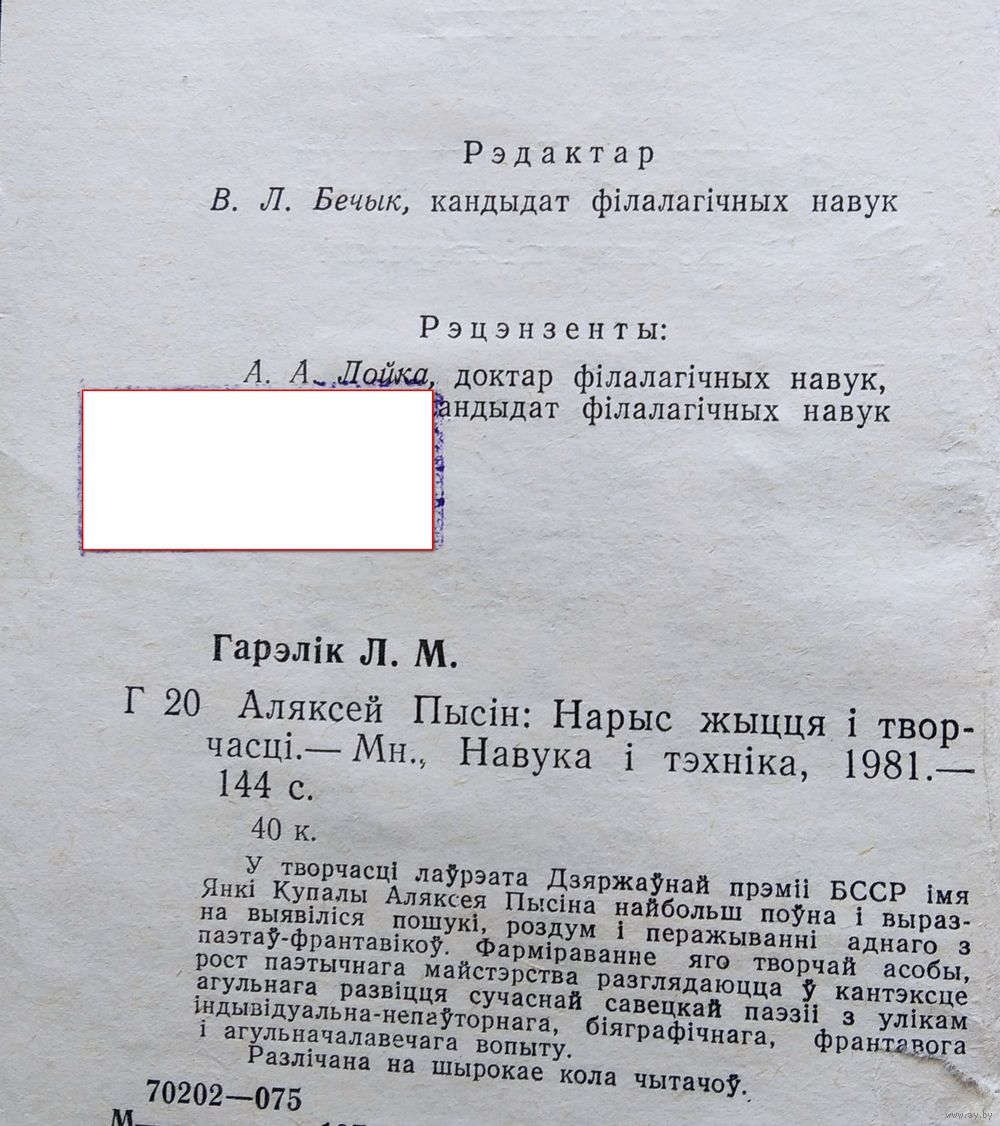 Рэдактар
В. Л. Бечык, кандыдат філалагічных навук
Рэцэнзенты:
А. А. Лойка, доктар філалагічных навук,
андыдат філалагічных навук
Гарэлік Л. М.
Г 20 Аляксей Пысін: Нарыс жыцця і твор-
часці.— Мн., Навука і тэхніка, 1981.—
144 с.
40 к.
У творчасці лаўрэата Дзяржаўнай прэміі БССР імя
Янкі Купалы Аляксея Пысіна найбольш поўна і выраз-
на выявіліся пошукі, роздум і перажыванні аднаго з
паэтаў-франтавікоў. Фарміраванне яго творчай асобы,
рост паэтычнага майстэрства разглядаюцца ў кантэксце
агульнага развіцця сучаснай савецкай паэзіі з улікам
індывідуальна-непаўторнага, біяграфічнага, франтавога
і агульначалавечага вопыту.
Разлічана на шырокае кола чытачоў.
70202—075
www.ay.by